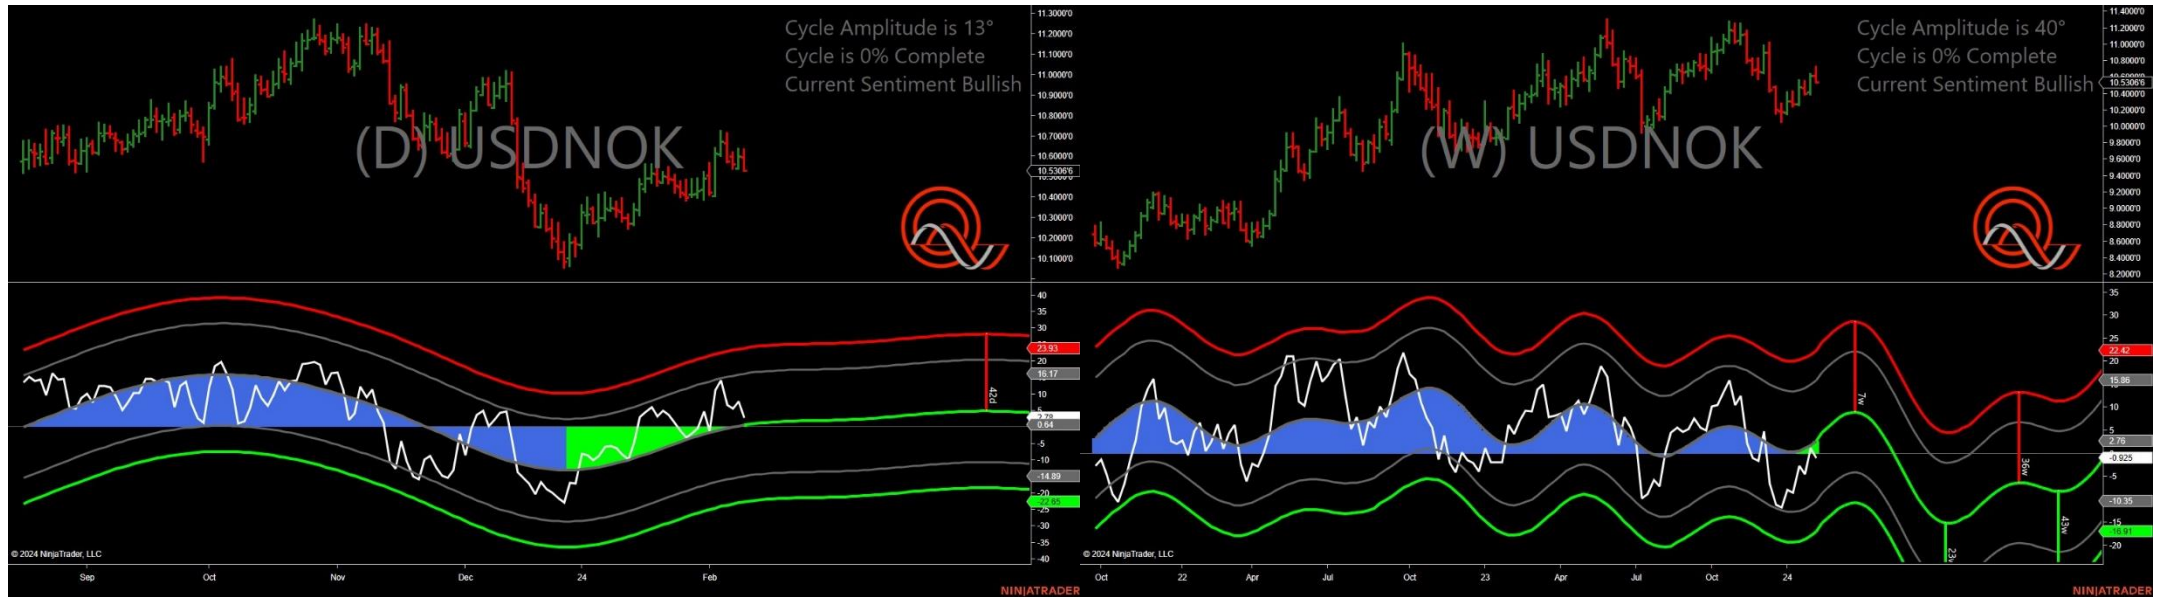 Cycle Amplitude is 13°
Cycle is 0% Complete
Current Sentiment Bullish
(D) USDNOK
11.3000'0
11.2000'0
11.0000'0
10.9000'0
10.8000'0
10.7000'0
10.6000'0
10.5306'6
10.4000'0
10.3000'0
10.2000'0
10.1000'0
40
35
30
23.93
20
16.17
10
5
2.78
0.64
-5
-10
-14.89
-20
-22.65
-25
-30
-35
-40
42d
© 2024 NinjaTrader, LLC
Sep
Oct
Nov
Dec
24
Feb
NINJATRADER
Cycle Amplitude is 40°
Cycle is 0% Complete
Current Sentiment Bullish
(W) USDNOK
11.4000'0
11.2000'0
11.0000'0
10.8000'0
10.5306'6
10.4000'0
10.2000'0
10.0000'0
9.8000'0
9.6000'0
9.4000'0
9.2000'0
9.0000'0
8.8000'0
8.6000'0
8.4000'0
8.2000'0
35
30
25
22.42
20
15.86
10
5
2.76
-0.925
-5
-10.35
-15
-16.91
-20
7w
36w
43w
© 2024 NinjaTrader, LLC
Oct
22
Apr
Jul
Oct
23
Apr
Jul
Oct
24
NINJATRADER